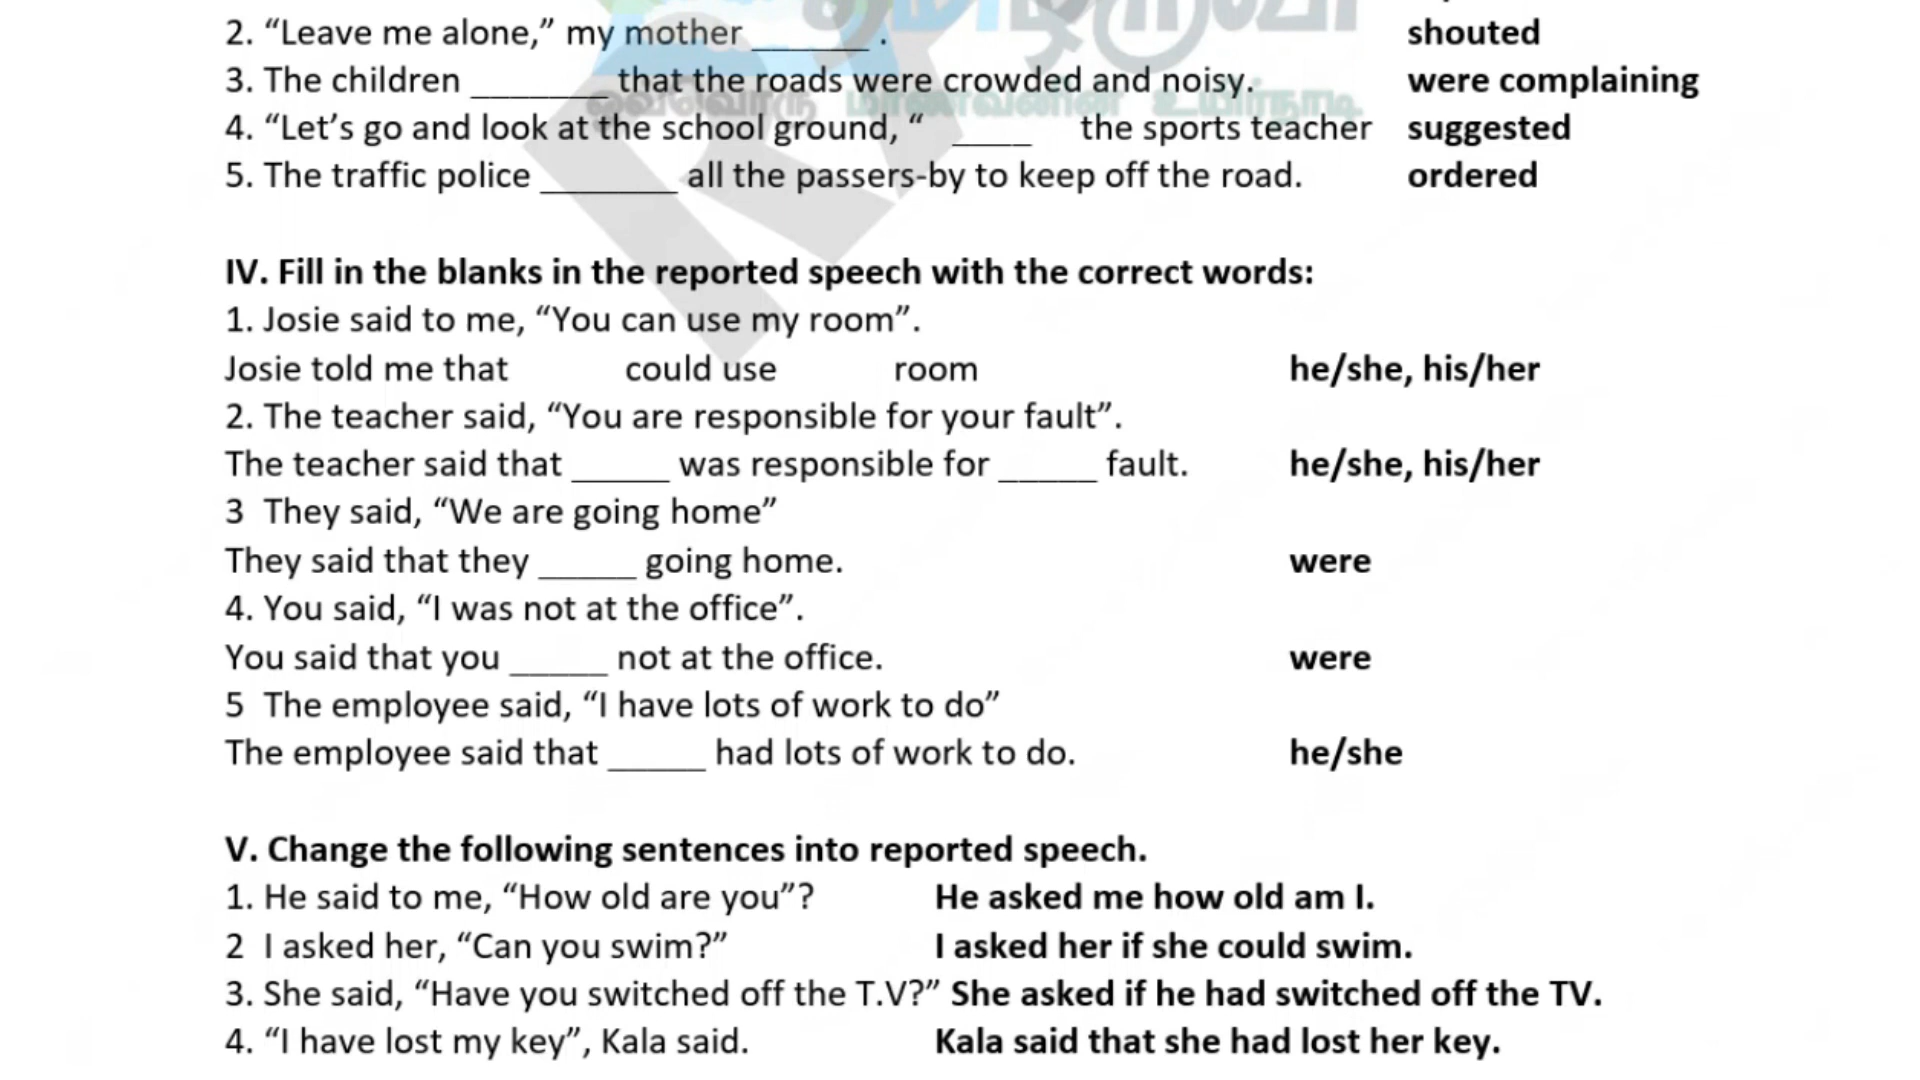 2. “Leave me alone,” my mother ______ . shouted
3. The children _______ that the roads were crowded and noisy. were complaining
ஒவ்வொரு மாணவனின் உயிர்நாடி
4. “Let’s go and look at the school ground, “ ____ the sports teacher suggested
5. The traffic police _______ all the passers-by to keep off the road. ordered
IV. Fill in the blanks in the reported speech with the correct words:
1. Josie said to me, “You can use my room”.
Josie told me that could use room he/she, his/her
2. The teacher said, “You are responsible for your fault”.
The teacher said that _____ was responsible for _____ fault. he/she, his/her
3 They said, “We are going home”
They said that they _____ going home. were
4. You said, “I was not at the office”.
You said that you _____ not at the office. were
5 The employee said, “I have lots of work to do”
The employee said that _____ had lots of work to do. he/she
V. Change the following sentences into reported speech.
1. He said to me, “How old are you”? He asked me how old am I.
2 I asked her, “Can you swim?” I asked her if she could swim.
3. She said, “Have you switched off the T.V?” She asked if he had switched off the TV.
4. “I have lost my key”, Kala said. Kala said that she had lost her key.